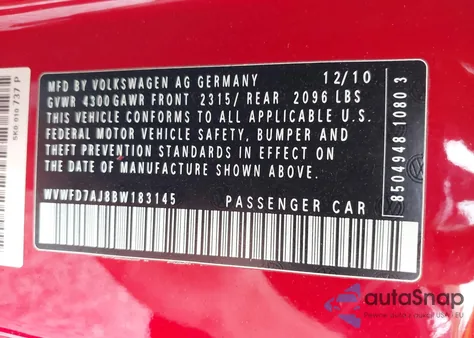 MFD BY VOLKSWAGEN AG GERMANY 12/10
GVWR 4300 GAWR FRONT 2315/ REAR 2096 LBS
THIS VEHICLE CONFORMS TO ALL APPLICABLE U.S.
FEDERAL MOTOR VEHICLE SAFETY, BUMPER AND
THEFT PREVENTION STANDARDS IN EFFECT ON
THE DATE OF MANUFACTURE SHOWN ABOVE.
WVWFD7AJ8BW183145 PASSENGER CAR
8504948 10803
737 P
autoSnap